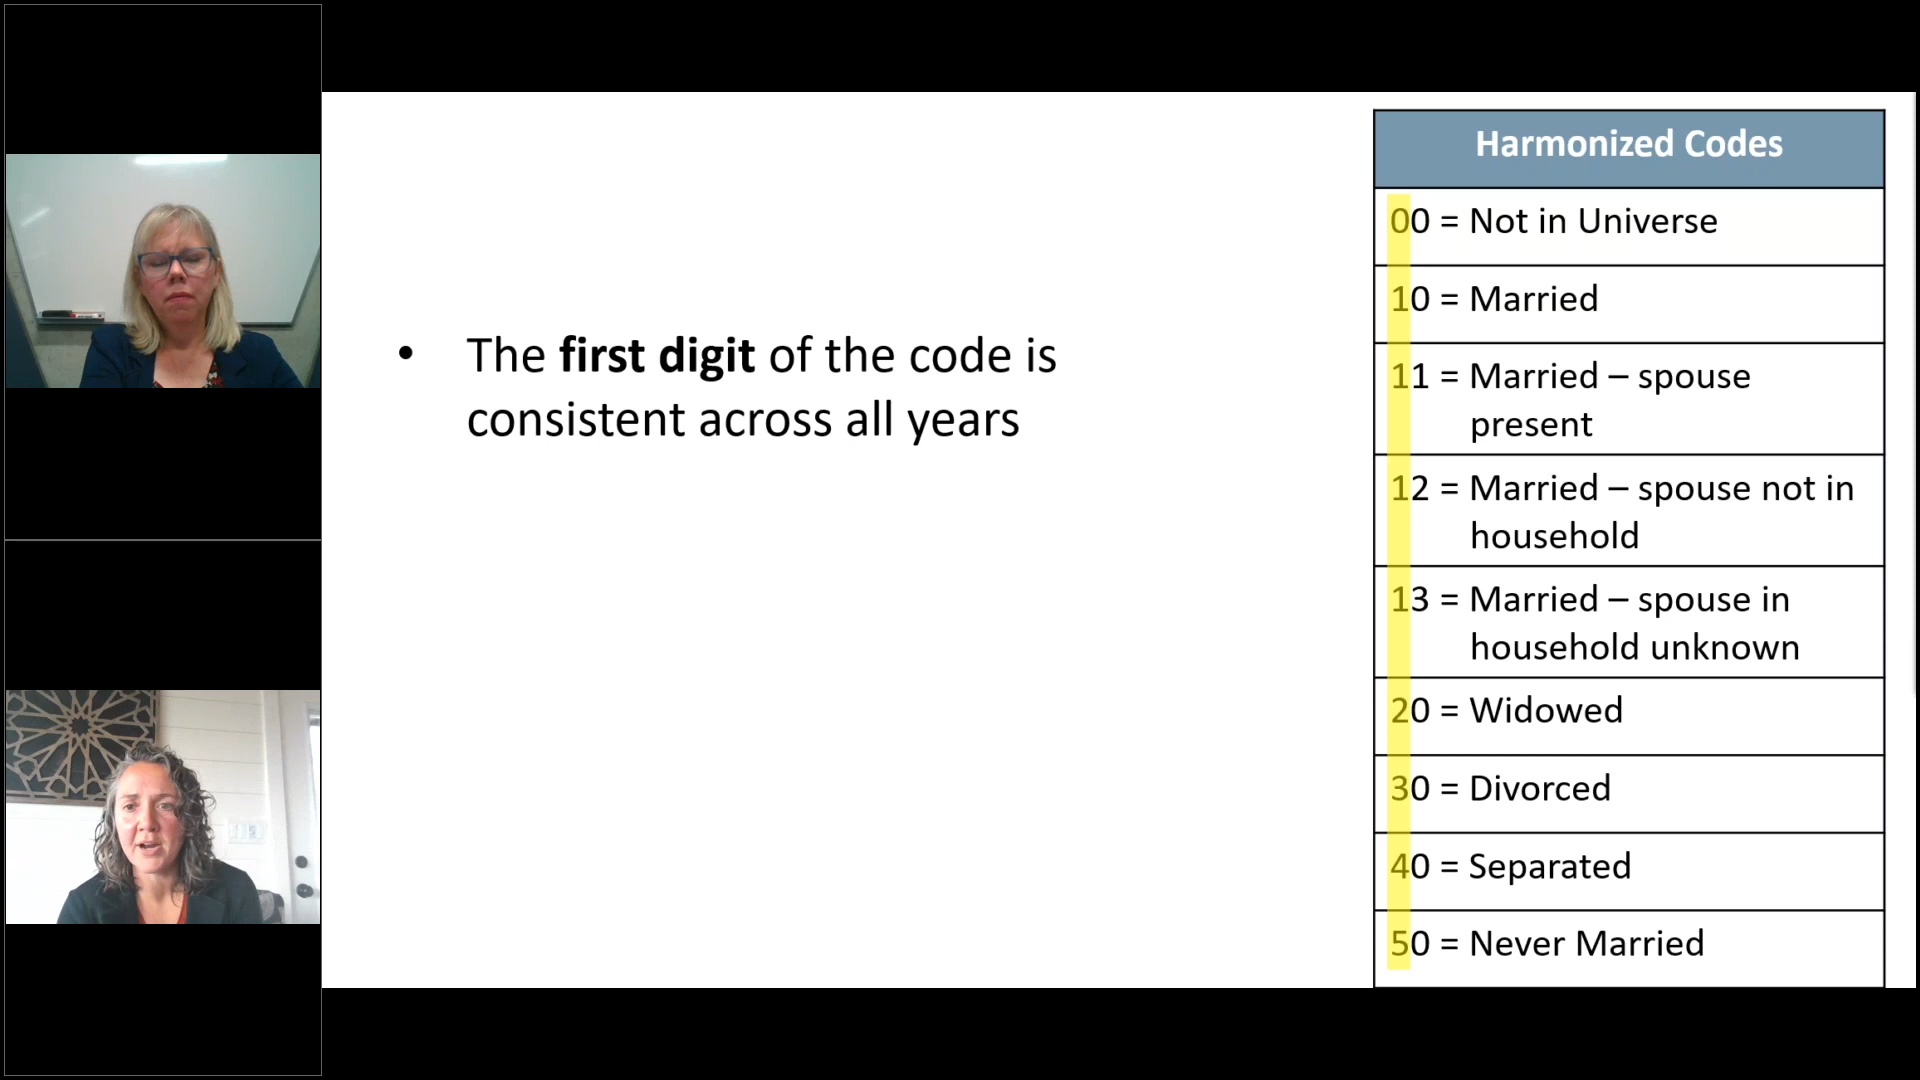 • The first digit of the code is
consistent across all years
Harmonized Codes
00 = Not in Universe
10 = Married
11 = Married – spouse
present
12 = Married – spouse not in
household
13 = Married – spouse in
household unknown
20 = Widowed
30 = Divorced
40 = Separated
50 = Never Married